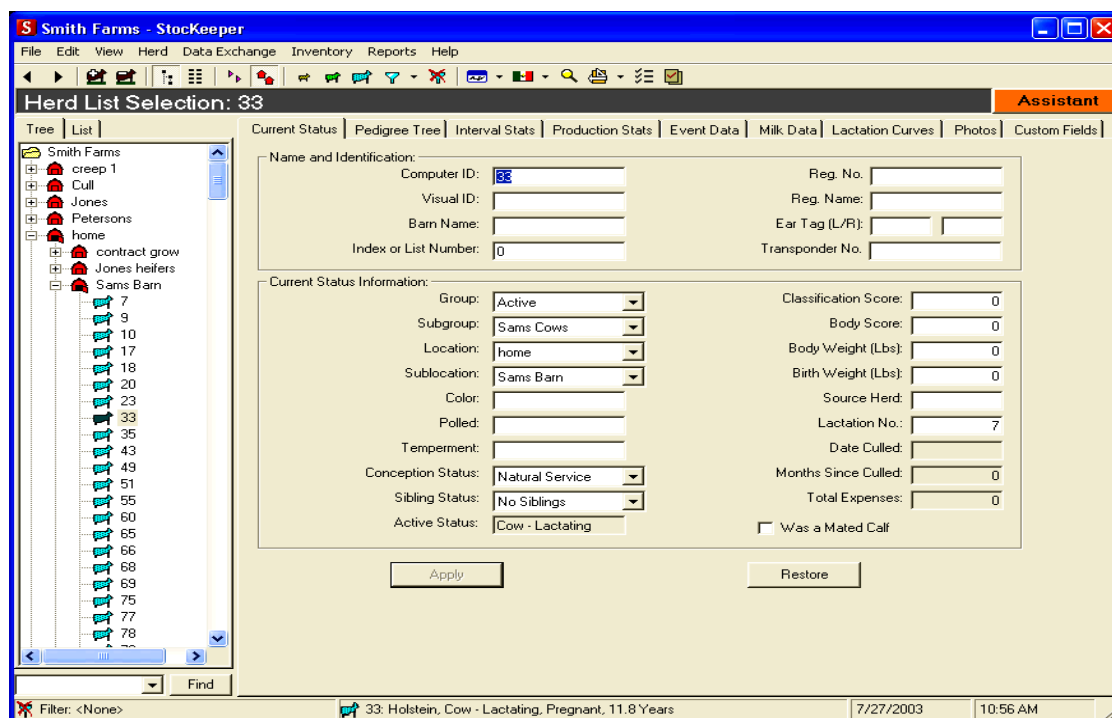 Smith Farms - StocKeeper
File Edit View Herd Data Exchange Inventory Reports Help
Herd List Selection: 33
Assistant
Tree List
Current Status Pedigree Tree Interval Stats Production Stats Event Data Milk Data Lactation Curves Photos Custom Fields
Smith Farms
creep 1
Cull
Jones
Petersons
home
contract grow
Jones heifers
Sams Barn
7
9
10
17
18
20
23
33
35
43
49
51
55
60
65
66
68
69
75
77
78
Find
Name and Identification:
Computer ID: 33
Reg. No.
Visual ID:
Reg. Name:
Barn Name:
Ear Tag (L/R):
Index or List Number: 0
Transponder No.
Current Status Information:
Group: Active
Classification Score: 0
Subgroup: Sams Cows
Body Score: 0
Location: home
Body Weight (Lbs): 0
Sublocation: Sams Barn
Birth Weight (Lbs): 0
Color:
Source Herd:
Polled:
Lactation No.: 7
Temperment:
Date Culled:
Conception Status: Natural Service
Months Since Culled: 0
Sibling Status: No Siblings
Total Expenses: 0
Active Status: Cow - Lactating
Was a Mated Calf
Apply
Restore
Filter: <None>
33: Holstein, Cow - Lactating, Pregnant, 11.8 Years
7/27/2003
10:56 AM